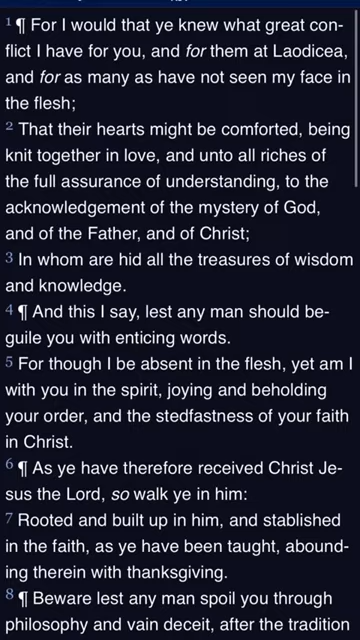 1 ¶ For I would that ye knew what great con-
flict I have for you, and for them at Laodicea,
and for as many as have not seen my face in
the flesh;
2 That their hearts might be comforted, being
knit together in love, and unto all riches of
the full assurance of understanding, to the
acknowledgement of the mystery of God,
and of the Father, and of Christ;
3 In whom are hid all the treasures of wisdom
and knowledge.
4 ¶ And this I say, lest any man should be-
guile you with enticing words.
5 For though I be absent in the flesh, yet am I
with you in the spirit, joying and beholding
your order, and the stedfastness of your faith
in Christ.
6 ¶ As ye have therefore received Christ Je-
sus the Lord, so walk ye in him:
7 Rooted and built up in him, and stablished
in the faith, as ye have been taught, abound-
ing therein with thanksgiving.
8 ¶ Beware lest any man spoil you through
philosophy and vain deceit, after the tradition